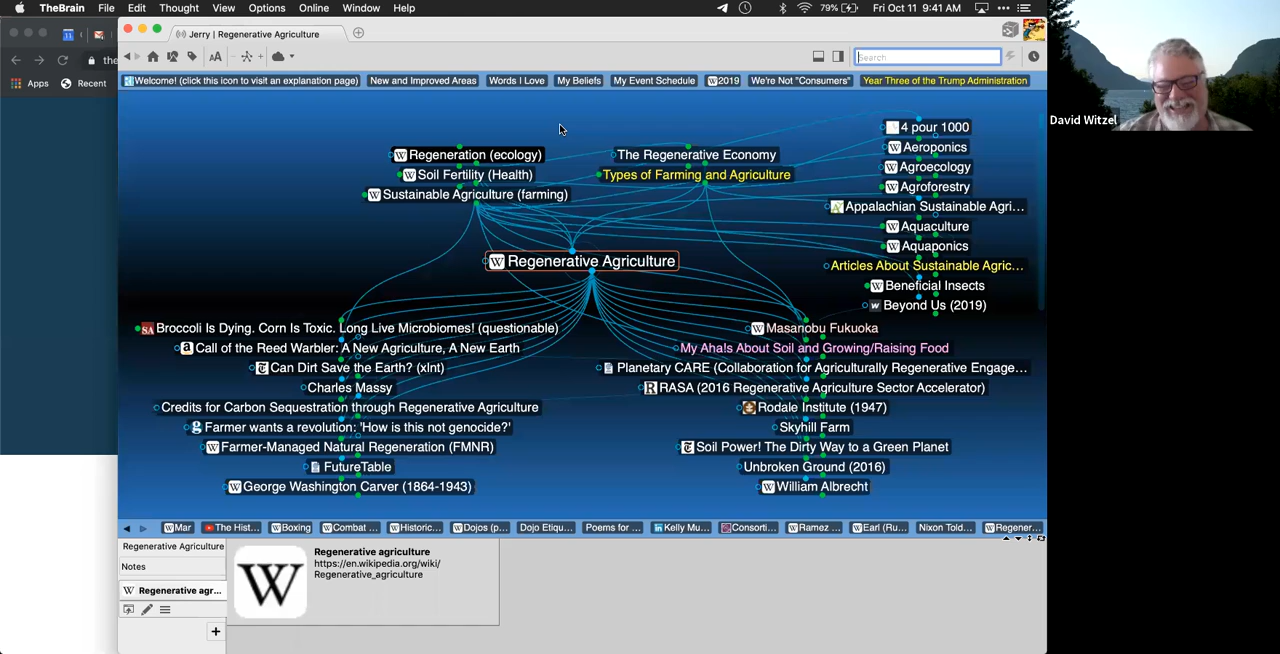 TheBrain File Edit Thought View Options Online Window Help 79% Fri Oct 11 9:41 AM
Jerry | Regenerative Agriculture
Search
Apps Recent
the
Welcome! (click this icon to visit an explanation page) New and Improved Areas Words I Love My Beliefs My Event Schedule 2019 We're Not "Consumers" Year Three of the Trump Administration
David Witzel
Regeneration (ecology)
Soil Fertility (Health)
Sustainable Agriculture (farming)
The Regenerative Economy
Types of Farming and Agriculture
4 pour 1000
Aeroponics
Agroecology
Agroforestry
Appalachian Sustainable Agri...
Aquaculture
Aquaponics
Articles About Sustainable Agric...
Beneficial Insects
Beyond Us (2019)
Regenerative Agriculture
Broccoli Is Dying. Corn Is Toxic. Long Live Microbiomes! (questionable)
Call of the Reed Warbler: A New Agriculture, A New Earth
Can Dirt Save the Earth? (xlnt)
Charles Massy
Credits for Carbon Sequestration through Regenerative Agriculture
Farmer wants a revolution: 'How is this not genocide?'
Farmer-Managed Natural Regeneration (FMNR)
FutureTable
George Washington Carver (1864-1943)
Masanobu Fukuoka
My Aha!s About Soil and Growing/Raising Food
Planetary CARE (Collaboration for Agriculturally Regenerative Engage...
RASA (2016 Regenerative Agriculture Sector Accelerator)
Rodale Institute (1947)
Skyhill Farm
Soil Power! The Dirty Way to a Green Planet
Unbroken Ground (2016)
William Albrecht
Mar The Hist... Boxing Combat ... Historic... Dojos (p... Dojo Etiqu... Poems for ... Kelly Mu... Consorti... Ramez ... Earl (Ru... Nixon Told... Regener...
Regenerative Agriculture
Notes
Regenerative agr...
Regenerative agriculture
https://en.wikipedia.org/wiki/
Regenerative_agriculture